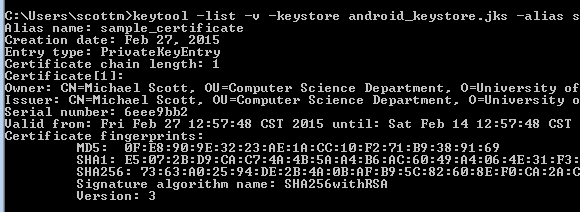 C:\Users\scottm>keytool -list -v -keystore android_keystore.jks -alias s
Alias name: sample_certificate
Creation date: Feb 27, 2015
Entry type: PrivateKeyEntry
Certificate chain length: 1
Certificate[1]:
Owner: CN=Michael Scott, OU=Computer Science Department, O=University of
Issuer: CN=Michael Scott, OU=Computer Science Department, O=University o
Serial number: 6eee9bb2
Valid from: Fri Feb 27 12:57:48 CST 2015 until: Sat Feb 14 12:57:48 CST
Certificate fingerprints:
MD5: 0F:E8:90:9E:32:23:AE:1A:CC:10:F2:71:B9:38:91:69
SHA1: E5:07:2B:D9:CA:C7:4A:4B:5A:A4:B6:AC:60:49:A4:06:4E:31:F3:
SHA256: 73:63:A0:25:94:DE:2B:4A:0B:AF:B9:5C:82:60:8E:F0:CA:2A:C
Signature algorithm name: SHA256withRSA
Version: 3